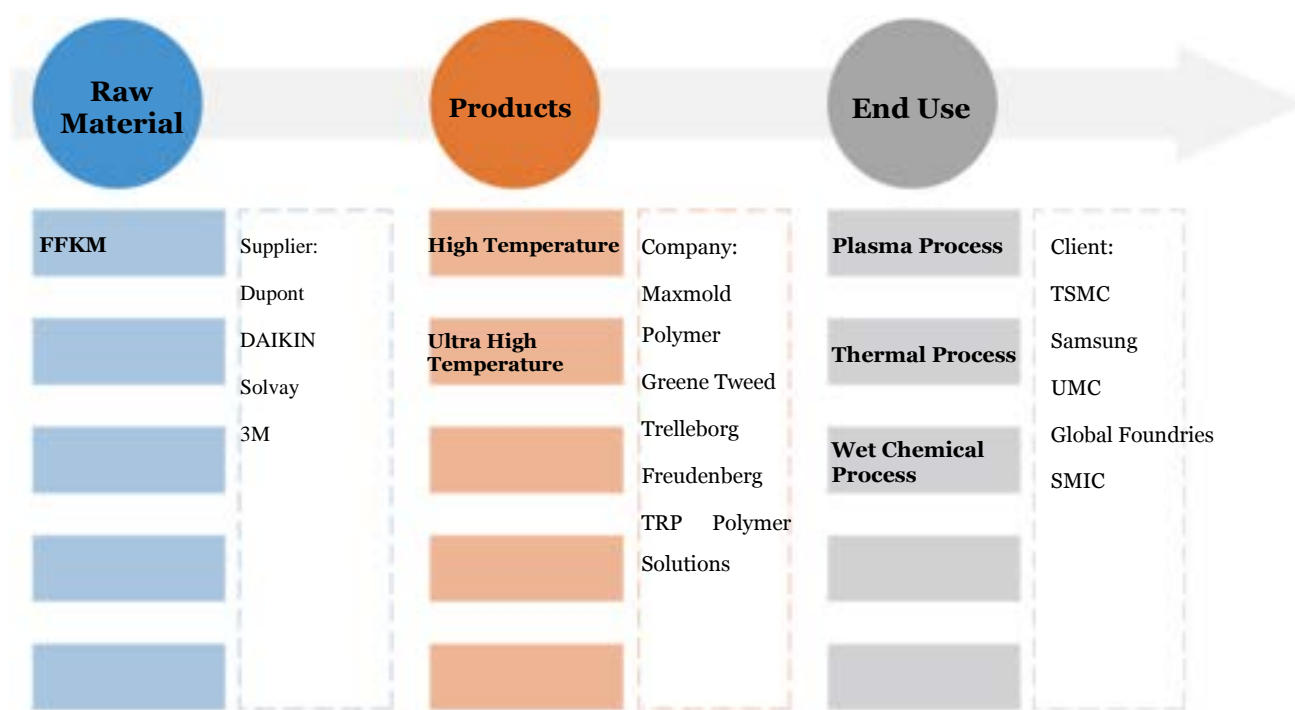 Raw
Material
Products
End Use
FFKM
Supplier:
Dupont
DAIKIN
Solvay
3M
High Temperature
Ultra High
Temperature
Company:
Maxmold
Polymer
Greene Tweed
Trelleborg
Freudenberg
TRP Polymer
Solutions
Plasma Process
Thermal Process
Wet Chemical
Process
Client:
TSMC
Samsung
UMC
Global Foundries
SMIC